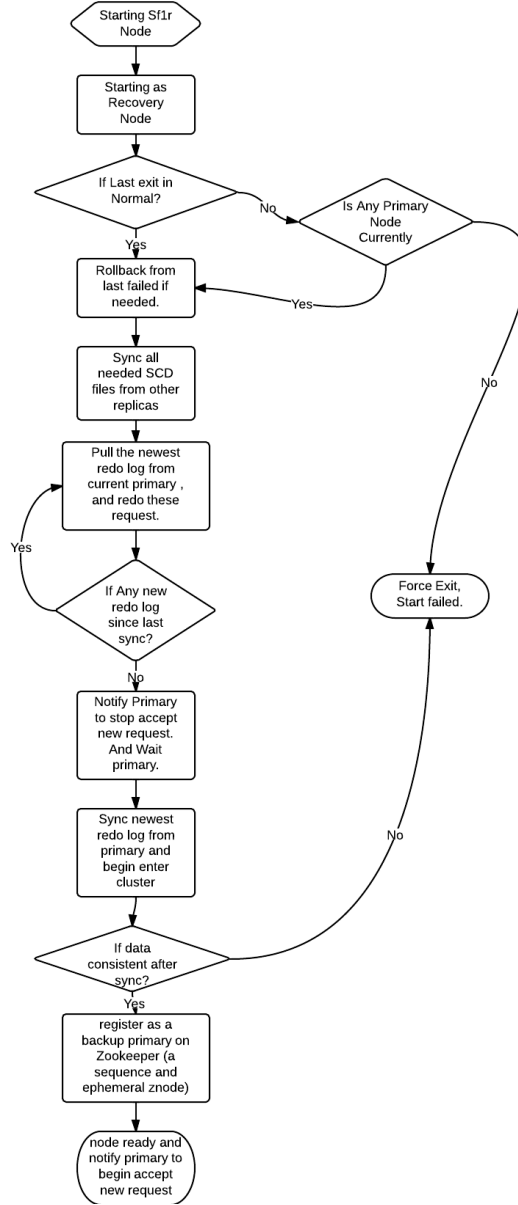 Starting Sf1r
Node
Starting as
Recovery
Node
If Last exit in
Normal?
No
Is Any Primary
Node
Currently
Yes
Rollback from
last failed if
needed.
Yes
Sync all
needed SCD
files from other
replicas
No
Pull the newest
redo log from
current primary ,
and redo these
request.
Yes
If Any new
redo log
since last
sync?
Force Exit,
Start failed.
No
Notify Primary
to stop accept
new request.
And Wait
primary.
Sync newest
redo log from
primary and
begin enter
cluster
No
If data
consistent after
sync?
Yes
register as a
backup primary on
Zookeeper (a
sequence and
ephemeral znode)
node ready and
notify primary to
begin accept
new request